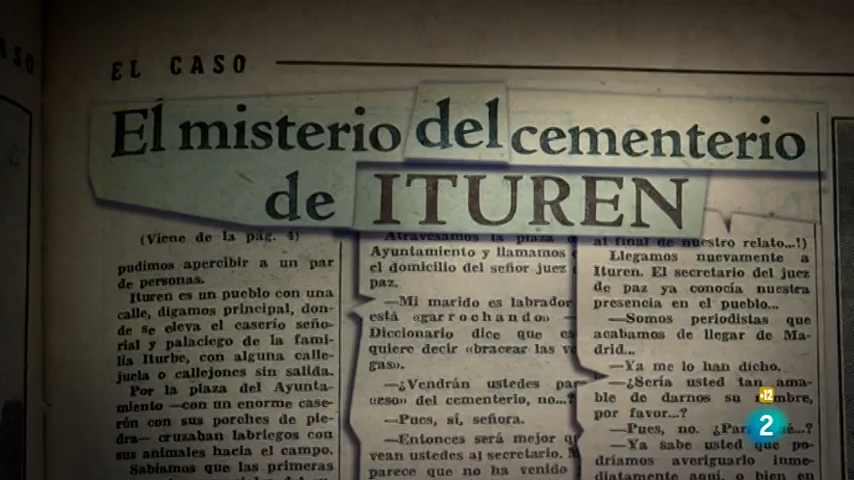 EL CASO
El misterio del cementerio
de ITUREN
(Viene de la pág. 4)
pudimos apercibir a un par
de personas.
Ituren es un pueblo con una
calle, digamos principal, don-
de se eleva el caserío seño-
rial y palaciego de la fami-
lia Iturbe, con alguna calle-
juela o callejones sin salida.
Por la plaza del Ayunta-
miento —con un enorme case-
rón con sus porches de pie-
dra— cruzaban labriegos con
sus animales hacia el campo.
Sabíamos que las primeras
Atravesamos la plaza
Ayuntamiento y llamamos
el domicilio del señor juez
paz.
—Mi marido es labrador
está «garrochando»
Diccionario dice que es
quiere decir «bracear las
gas».
—¿Vendrán ustedes
del cementerio, no...?
—Pues, sí, señora.
—Entonces será mejor
vean ustedes al secretario.
parece que no ha venido
al final de nuestro relato...!)
Llegamos nuevamente a
Ituren. El secretario del juez
de paz ya conocía nuestra
presencia en el pueblo...
—Somos periodistas que
acabamos de llegar de Ma-
drid...
—Ya me lo han dicho.
—¿Sería usted tan ama-
ble de darnos su nombre,
por favor...?
—Pues, no.
—Ya sabe usted que po-
dríamos averiguarlo inme-
diatamente aquí, o bien en
+12
2